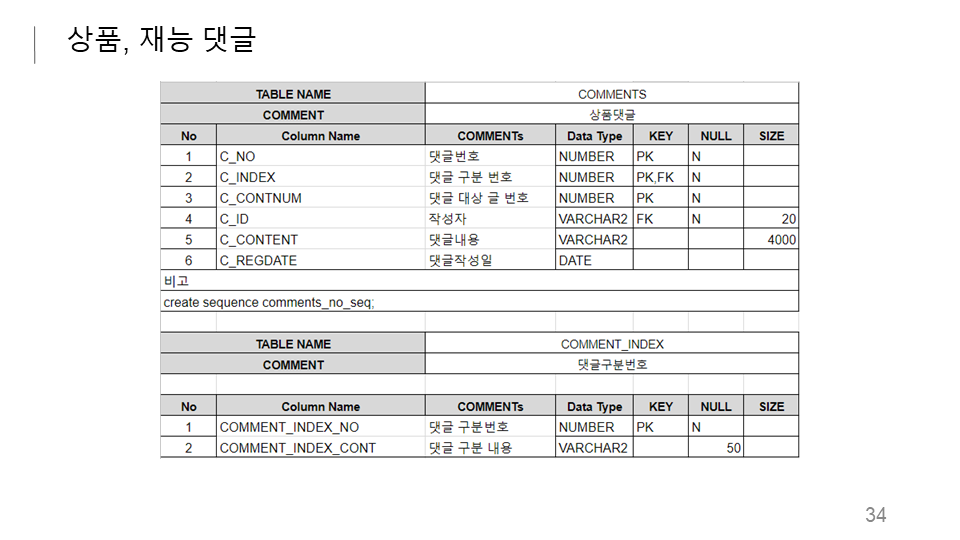 상품, 재능 댓글
TABLE NAME COMMENTS
COMMENT 상품댓글
No Column Name COMMENTs Data Type KEY NULL SIZE
1 C_NO 댓글번호 NUMBER PK N
2 C_INDEX 댓글 구분 번호 NUMBER PK,FK N
3 C_CONTNUM 댓글 대상 글 번호 NUMBER PK N
4 C_ID 작성자 VARCHAR2 FK N 20
5 C_CONTENT 댓글내용 VARCHAR2 4000
6 C_REGDATE 댓글작성일 DATE
비고
create sequence comments_no_seq;
TABLE NAME COMMENT_INDEX
COMMENT 댓글구분번호
No Column Name COMMENTs Data Type KEY NULL SIZE
1 COMMENT_INDEX_NO 댓글 구분번호 NUMBER PK N
2 COMMENT_INDEX_CONT 댓글 구분 내용 VARCHAR2 50
34